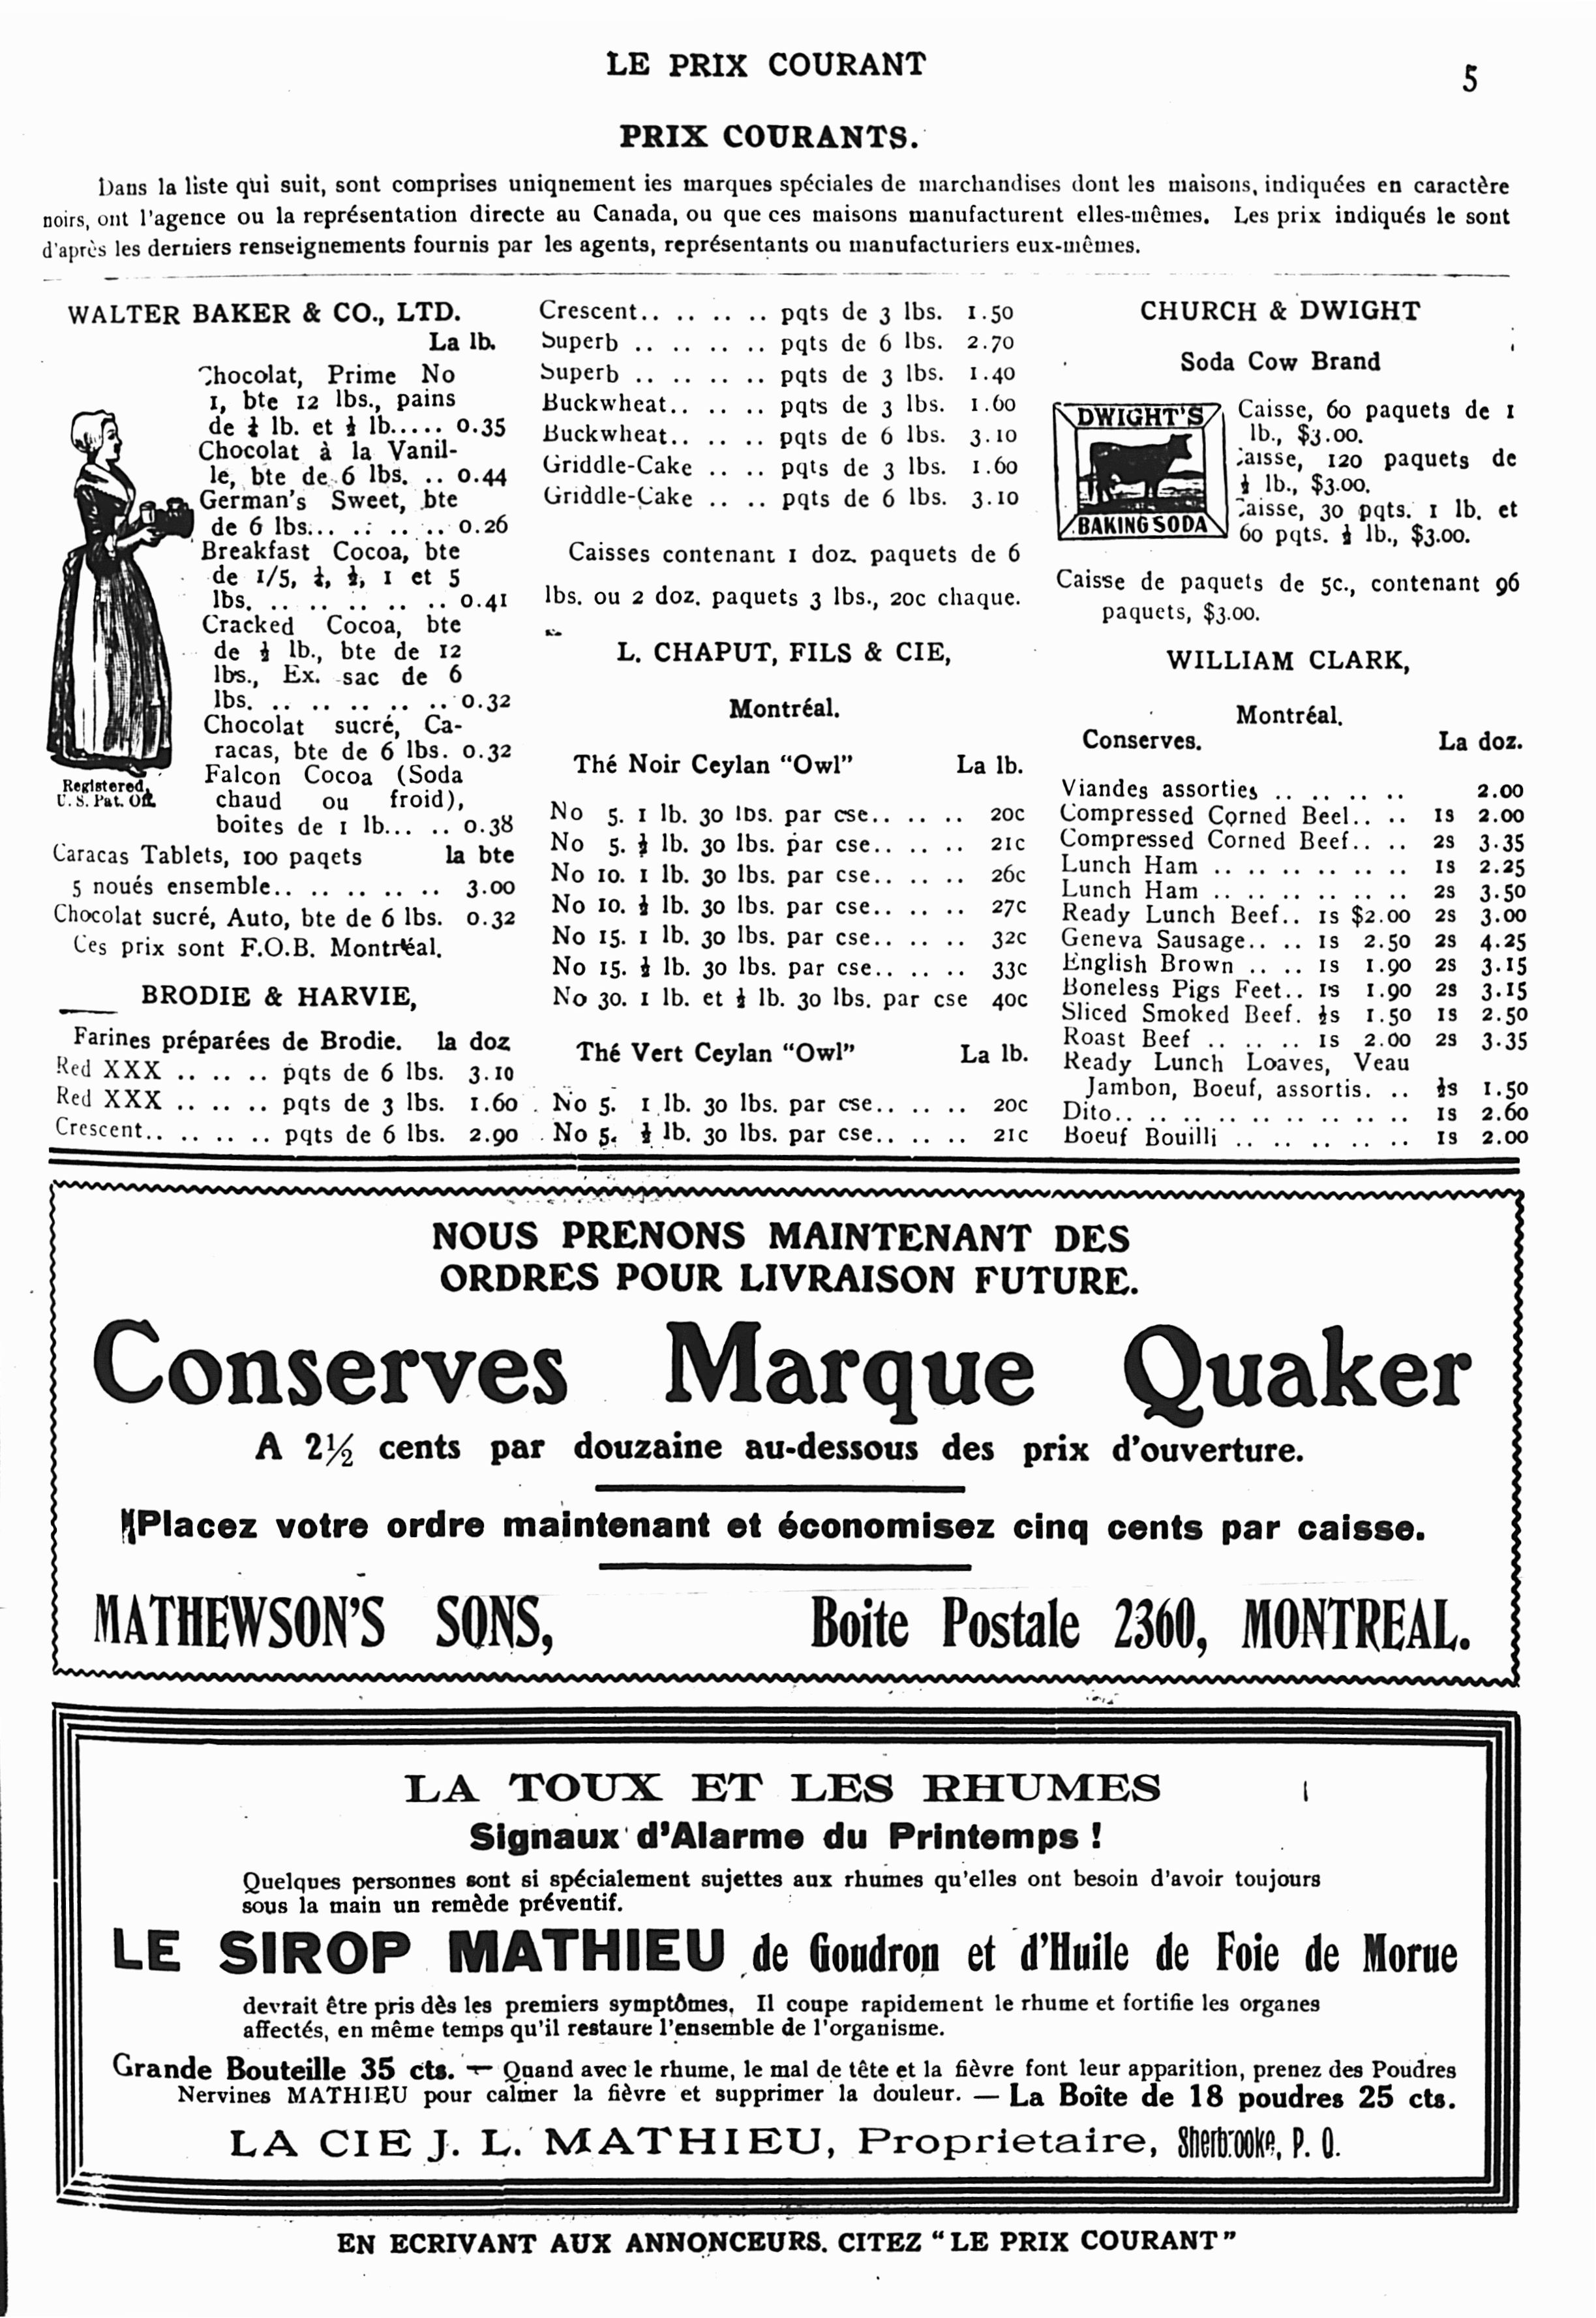 LE PRIX COURANT
5
PRIX COURANTS.
Dans la liste qui suit, sont comprises uniquement ies marques spéciales de marchandises dont les maisons, indiquées en caractère
noirs, ont l'agence ou la représentation directe au Canada, ou que ces maisons manufacturent elles-mêmes. Les prix indiqués le sont
d'après les derniers renseignements fournis par les agents, représentants ou manufacturiers eux-mêmes.
WALTER BAKER & CO., LTD.
La lb.
Chocolat, Prime No
1, bte 12 lbs., pains
de ¼ lb. et ½ lb..... 0.35
Chocolat à la Vanil-
le, bte de 6 lbs. .. 0.44
German's Sweet, bte
de 6 lbs... .. .. .. 0.26
Breakfast Cocoa, bte
de 1/5, ¼, ½, 1 et 5
lbs. .. .. .. .. .. 0.41
Cracked Cocoa, bte
de ½ lb., bte de 12
lbs., Ex. sac de 6
lbs. .. .. .. .. .. 0.32
Chocolat sucré, Ca-
racas, bte de 6 lbs. 0.32
Falcon Cocoa (Soda
chaud ou froid),
boites de 1 lb... .. 0.38
Registered,
U. S. Pat. Off.
Caracas Tablets, 100 paqets la bte
5 noués ensemble.. .. .. .. .. 3.00
Chocolat sucré, Auto, bte de 6 lbs. 0.32
Ces prix sont F.O.B. Montréal.
BRODIE & HARVIE,
Farines préparées de Brodie. la doz
Red XXX .. .. .. pqts de 6 lbs. 3.10
Red XXX .. .. .. pqts de 3 lbs. 1.60
Crescent.. .. .. .. pqts de 6 lbs. 2.90
Crescent.. .. .. .. pqts de 3 lbs. 1.50
Superb .. .. .. .. pqts de 6 lbs. 2.70
Superb .. .. .. .. pqts de 3 lbs. 1.40
Buckwheat.. .. .. pqts de 3 lbs. 1.60
Buckwheat.. .. .. pqts de 6 lbs. 3.10
Griddle-Cake .. .. pqts de 3 lbs. 1.60
Griddle-Cake .. .. pqts de 6 lbs. 3.10
Caisses contenant 1 doz. paquets de 6
lbs. ou 2 doz. paquets 3 lbs., 20c chaque.
L. CHAPUT, FILS & CIE,
Montréal.
Thé Noir Ceylan "Owl" La lb.
No 5. 1 lb. 30 lbs. par cse.. .. .. 20c
No 5. ½ lb. 30 lbs. par cse.. .. .. 21c
No 10. 1 lb. 30 lbs. par cse.. .. .. 26c
No 10. ½ lb. 30 lbs. par cse.. .. .. 27c
No 15. 1 lb. 30 lbs. par cse.. .. .. 32c
No 15. ½ lb. 30 lbs. par cse.. .. .. 33c
No 30. 1 lb. et ½ lb. 30 lbs. par cse 40c
Thé Vert Ceylan "Owl" La lb.
No 5. 1 lb. 30 lbs. par cse.. .. .. 20c
No 5. ½ lb. 30 lbs. par cse.. .. .. 21c
CHURCH & DWIGHT
Soda Cow Brand
DWIGHT'S
BAKING SODA
Caisse, 60 paquets de 1
lb., $3.00.
Caisse, 120 paquets de
½ lb., $3.00.
Caisse, 30 pqts. 1 lb. et
60 pqts. ½ lb., $3.00.
Caisse de paquets de 5c., contenant 96
paquets, $3.00.
WILLIAM CLARK,
Montréal.
Conserves. La doz.
Viandes assorties .. .. .. .. 2.00
Compressed Corned Beel.. .. 1s 2.00
Compressed Corned Beef.. .. 2s 3.35
Lunch Ham .. .. .. .. .. .. 1s 2.25
Lunch Ham .. .. .. .. .. .. 2s 3.50
Ready Lunch Beef.. 1s $2.00 2s 3.00
Geneva Sausage.. .. 1s 2.50 2s 4.25
English Brown .. .. 1s 1.90 2s 3.15
Boneless Pigs Feet.. 1s 1.90 2s 3.15
Sliced Smoked Beef. ½s 1.50 1s 2.50
Roast Beef .. .. .. 1s 2.00 2s 3.35
Ready Lunch Loaves, Veau
Jambon, Boeuf, assortis. .. ½s 1.50
Dito.. .. .. .. .. .. .. .. .. 1s 2.60
Boeuf Bouilli .. .. .. .. .. 1s 2.00
NOUS PRENONS MAINTENANT DES
ORDRES POUR LIVRAISON FUTURE.
Conserves Marque Quaker
A 2½ cents par douzaine au-dessous des prix d'ouverture.
Placez votre ordre maintenant et économisez cinq cents par caisse.
MATHEWSON'S SONS, Boite Postale 2360, MONTREAL.
LA TOUX ET LES RHUMES
Signaux d'Alarme du Printemps !
Quelques personnes sont si spécialement sujettes aux rhumes qu'elles ont besoin d'avoir toujours
sous la main un remède préventif.
LE SIROP MATHIEU de Goudron et d'Huile de Foie de Morue
devrait être pris dès les premiers symptômes, Il coupe rapidement le rhume et fortifie les organes
affectés, en même temps qu'il restaure l'ensemble de l'organisme.
Grande Bouteille 35 cts. — Quand avec le rhume, le mal de tête et la fièvre font leur apparition, prenez des Poudres
Nervines MATHIEU pour calmer la fièvre et supprimer la douleur. — La Boîte de 18 poudres 25 cts.
LA CIE J. L. MATHIEU, Proprietaire, Sherbrooke, P. Q.
EN ECRIVANT AUX ANNONCEURS. CITEZ "LE PRIX COURANT"